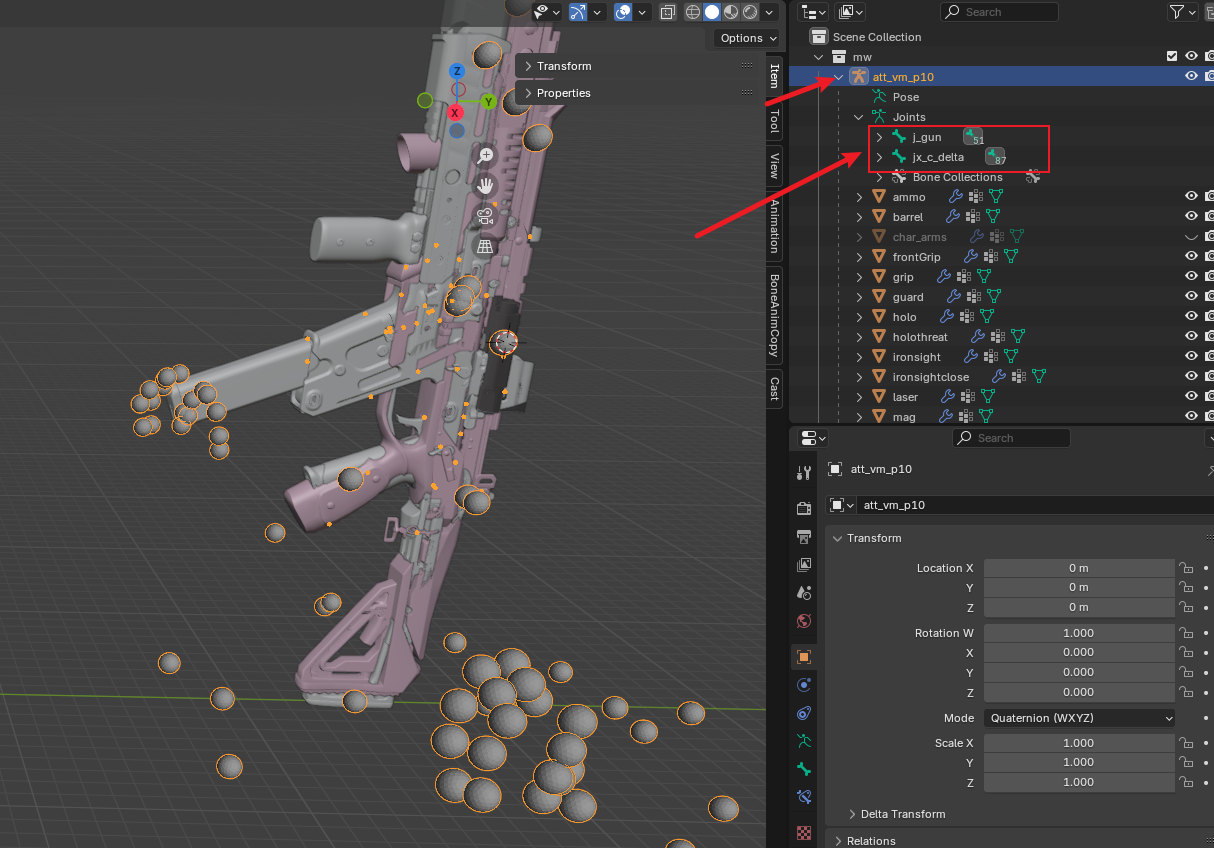 Options
Transform
Properties
Item
Tool
View
Animation
BoneAnimCopy
Cast
Z
Y
X
Search
Scene Collection
mw
att_vm_p10
Pose
Joints
j_gun 51
jx_c_delta 87
Bone Collections
ammo
barrel
char_arms
frontGrip
grip
guard
holo
holothreat
ironsight
ironsightclose
laser
mag
Search
att_vm_p10
att_vm_p10
Transform
Location X 0 m
Y 0 m
Z 0 m
Rotation W 1.000
X 0.000
Y 0.000
Z 0.000
Mode Quaternion (WXYZ)
Scale X 1.000
Y 1.000
Z 1.000
Delta Transform
Relations